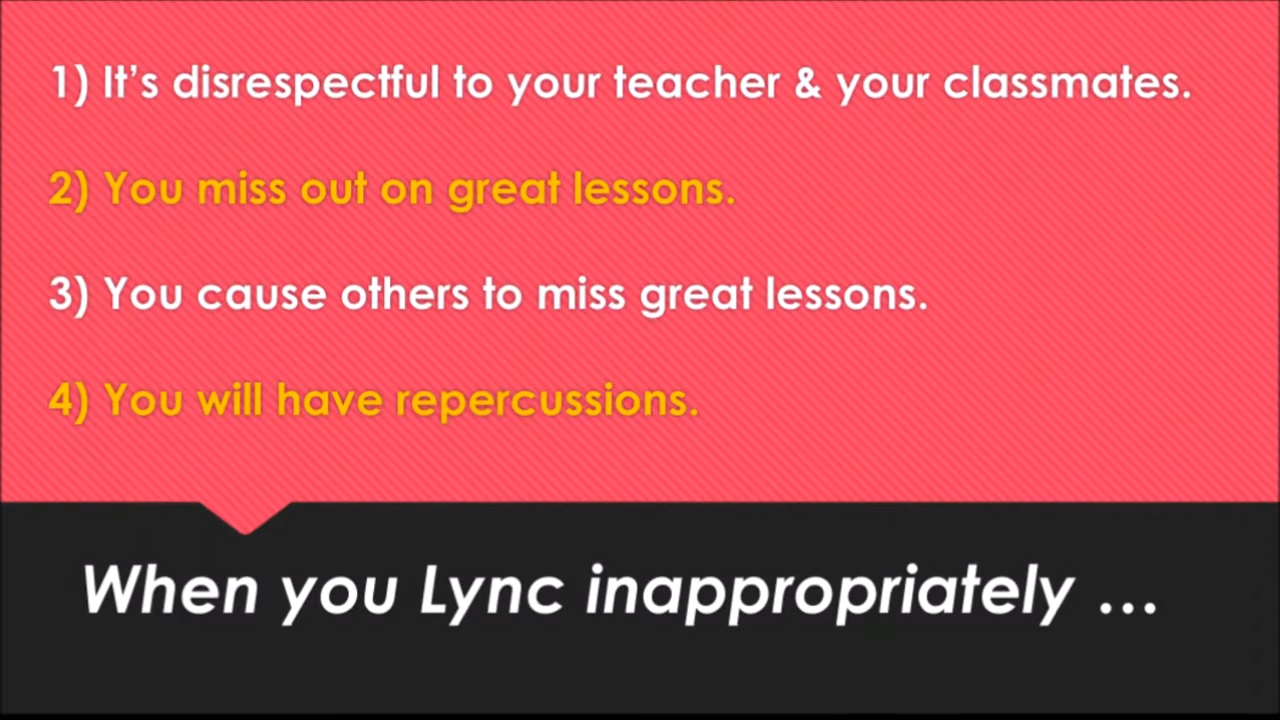 1) It's disrespectful to your teacher & your classmates.
2) You miss out on great lessons.
3) You cause others to miss great lessons.
4) You will have repercussions.
When you Lync inappropriately ...